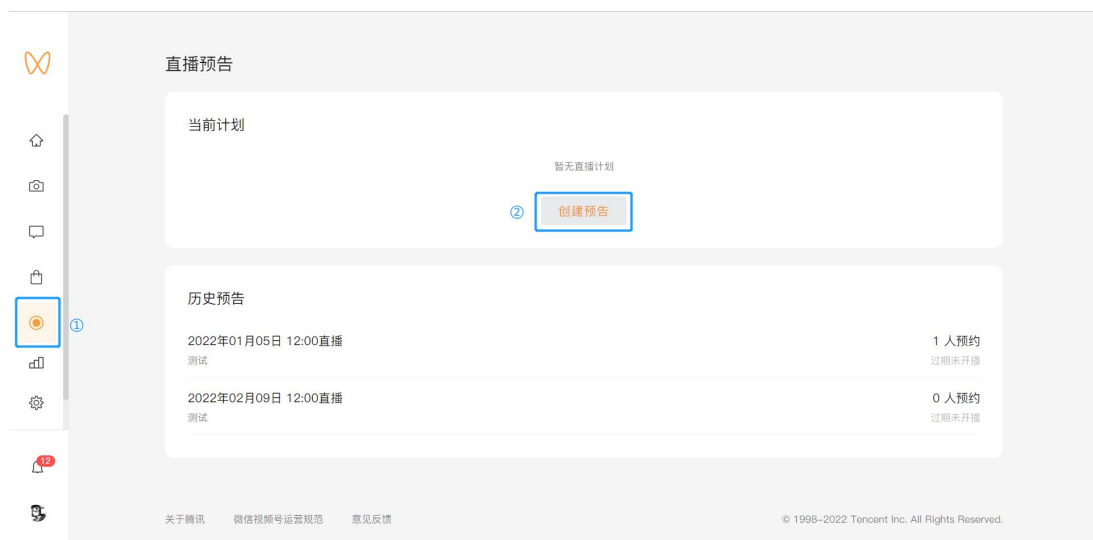 直播预告
当前计划
暂无直播计划
② 创建预告
历史预告
①
2022年01月05日 12:00直播 1 人预约
测试 过期未开播
2022年02月09日 12:00直播 0 人预约
测试 过期未开播
12
关于腾讯 微信视频号运营规范 意见反馈 © 1998–2022 Tencent Inc. All Rights Reserved.